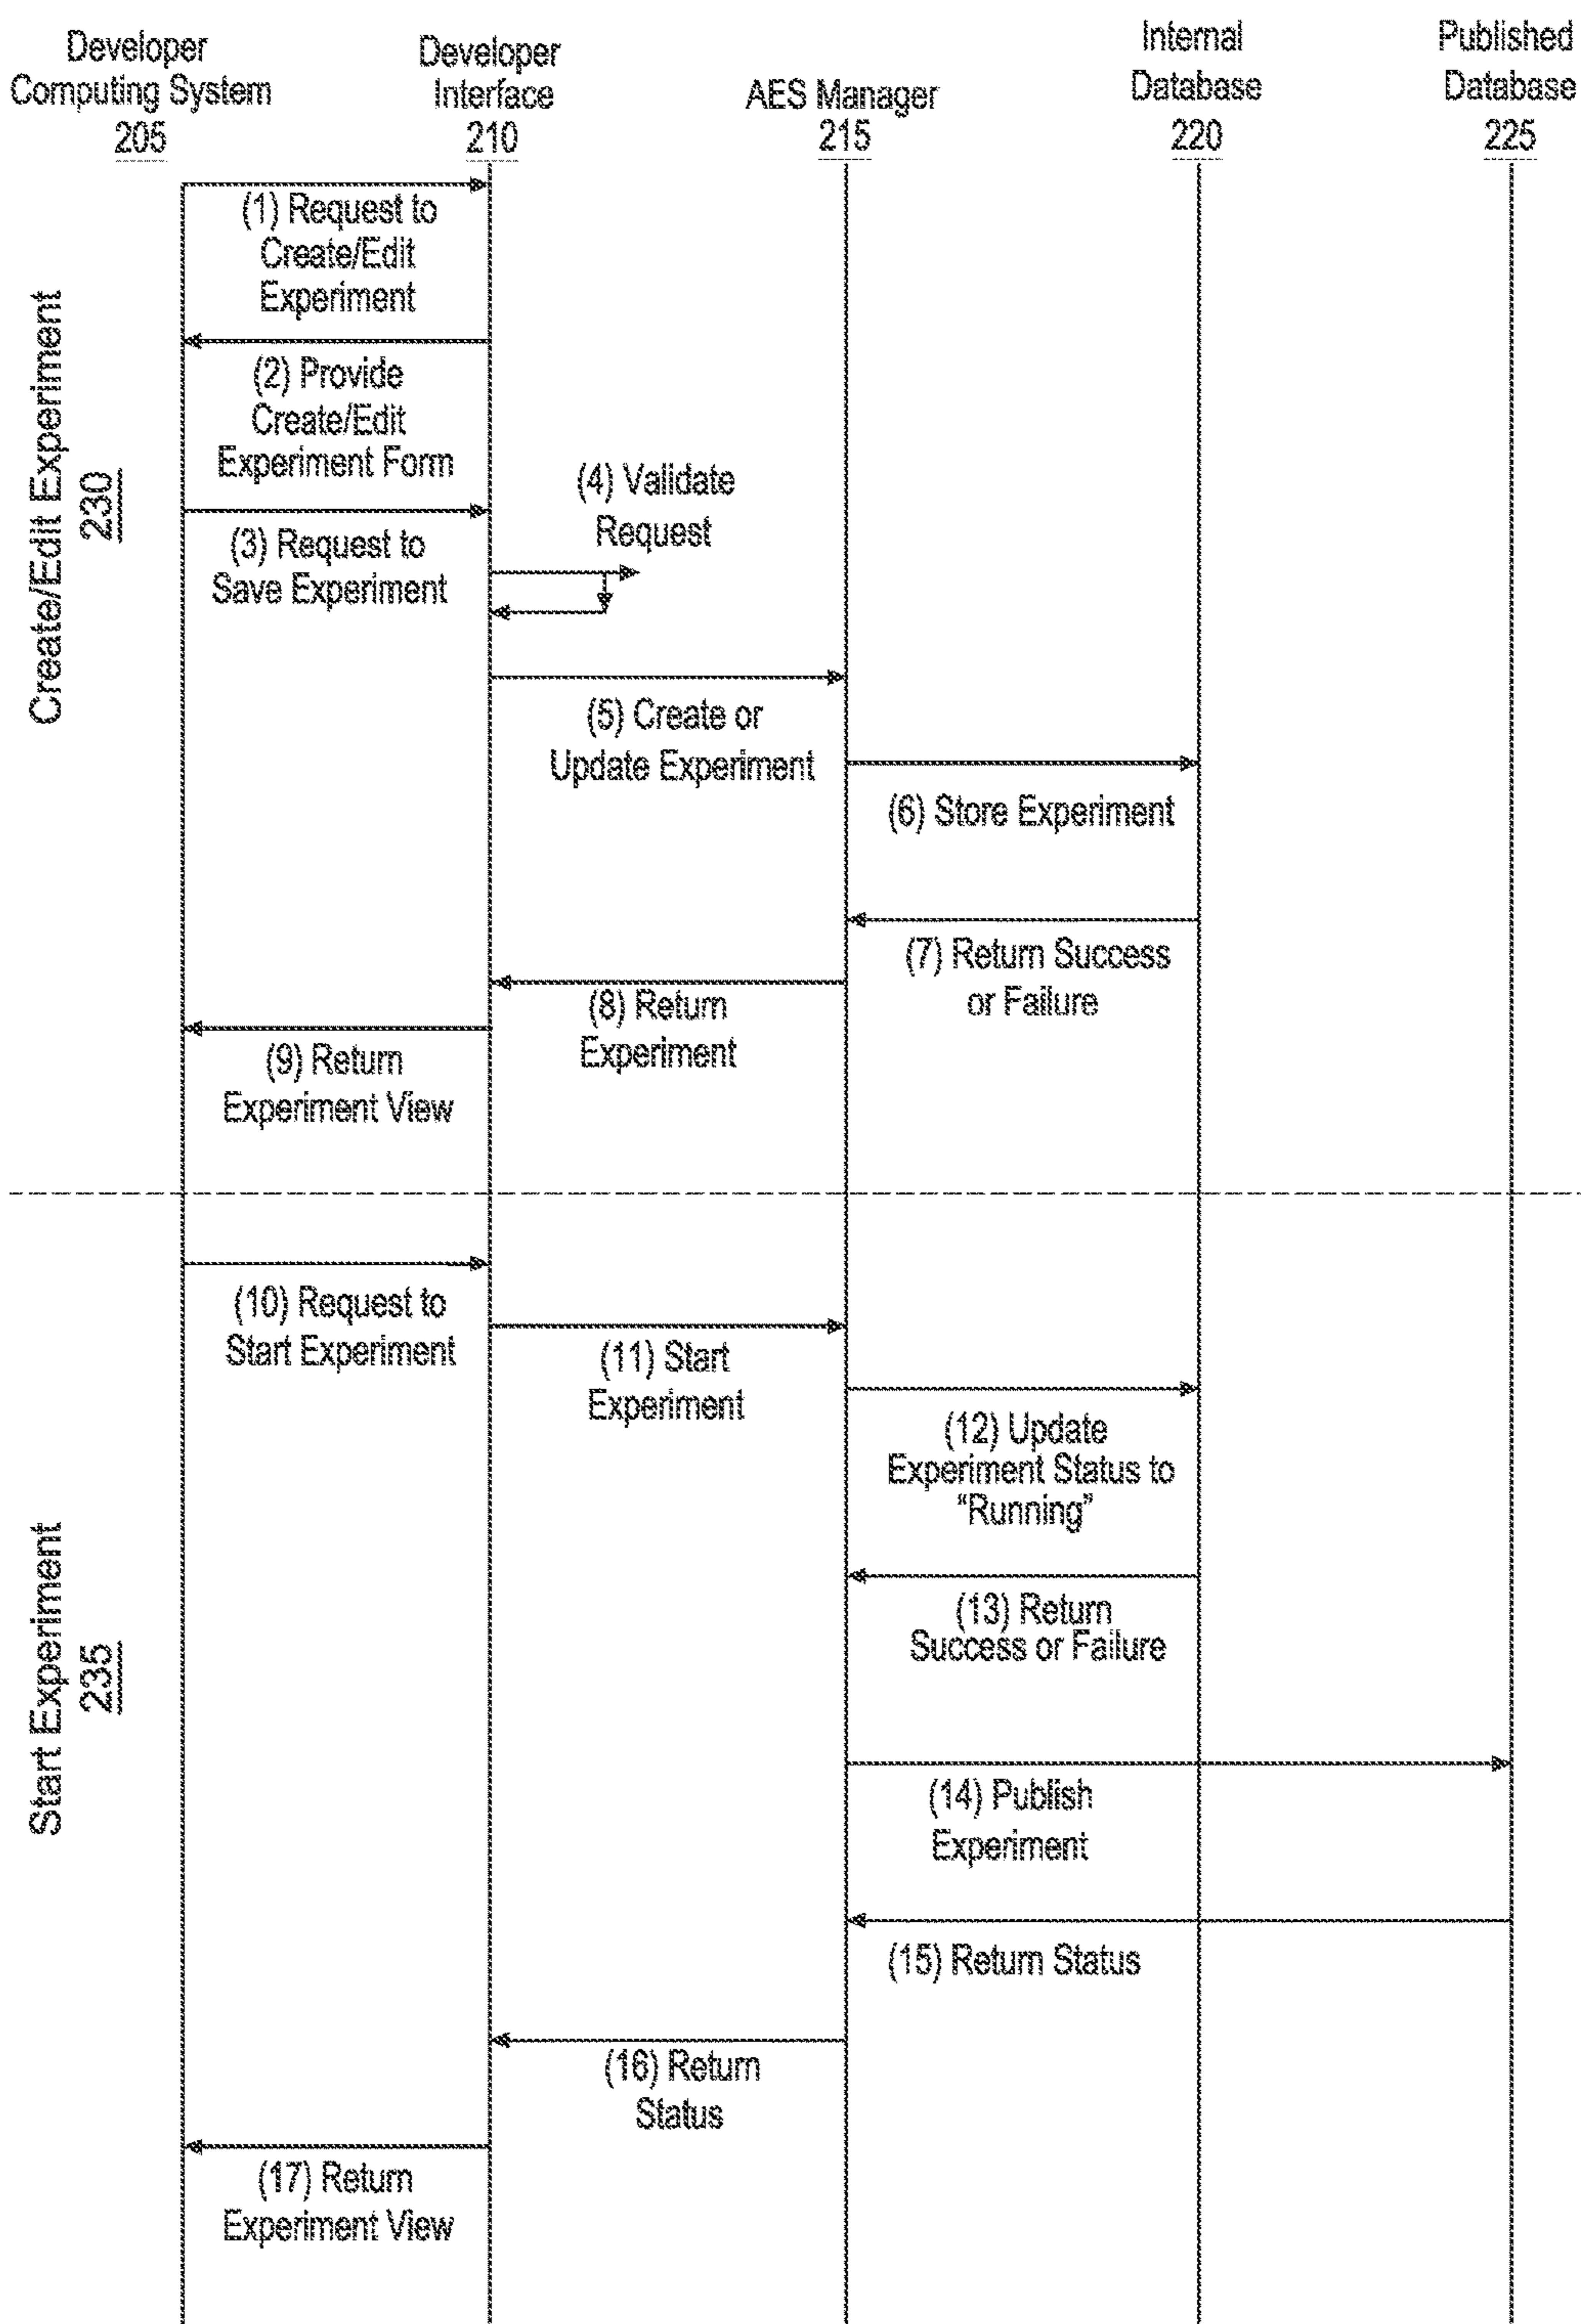 Developer
Computing System
205
Developer
Interface
210
AES Manager
215
Internal
Database
220
Published
Database
225
Create/Edit Experiment
230
(1) Request to
Create/Edit
Experiment
(2) Provide
Create/Edit
Experiment Form
(3) Request to
Save Experiment
(4) Validate
Request
(5) Create or
Update Experiment
(6) Store Experiment
(7) Return Success
or Failure
(8) Return
Experiment
(9) Return
Experiment View
Start Experiment
235
(10) Request to
Start Experiment
(11) Start
Experiment
(12) Update
Experiment Status to
“Running”
(13) Return
Success or Failure
(14) Publish
Experiment
(15) Return Status
(16) Return
Status
(17) Return
Experiment View